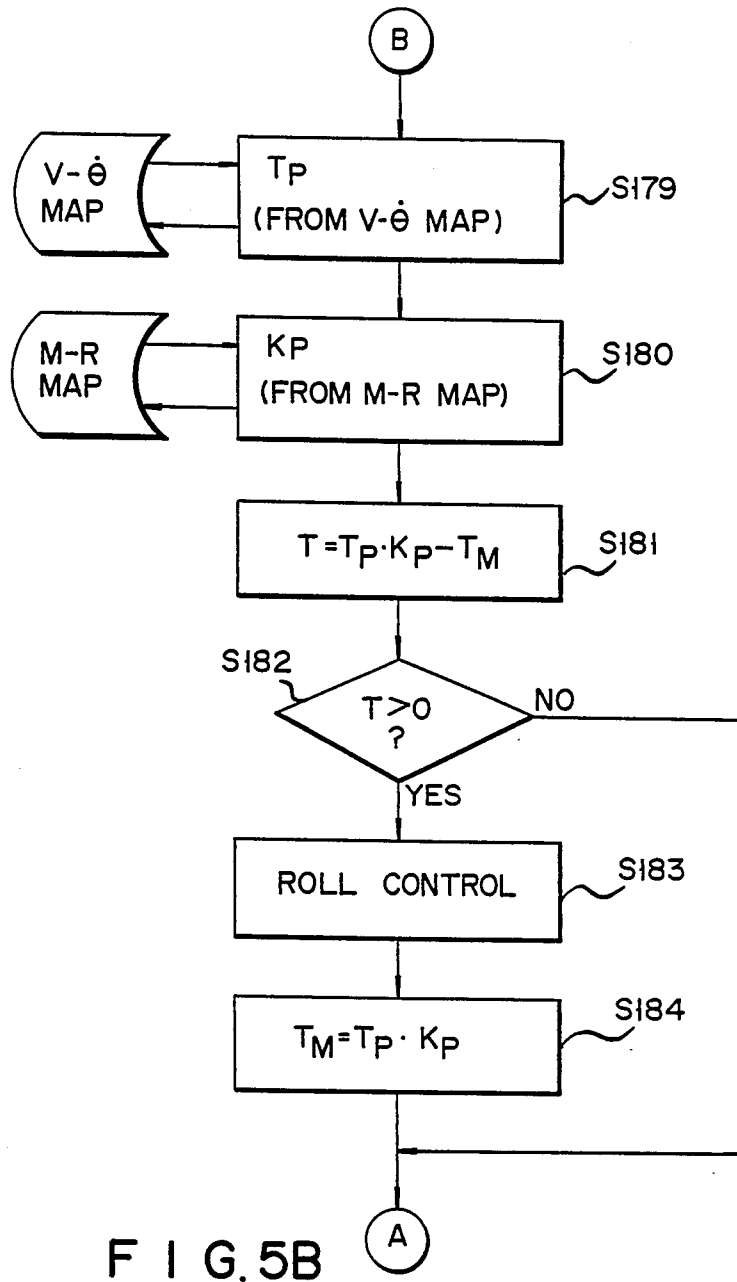 B
V-θ̇
MAP
TP
(FROM V-θ̇ MAP)
S179
M-R
MAP
KP
(FROM M-R MAP)
S180
T=TP·KP-TM
S181
S182
T>0
?
NO
YES
ROLL CONTROL
S183
TM=TP·KP
S184
A
FIG.5B